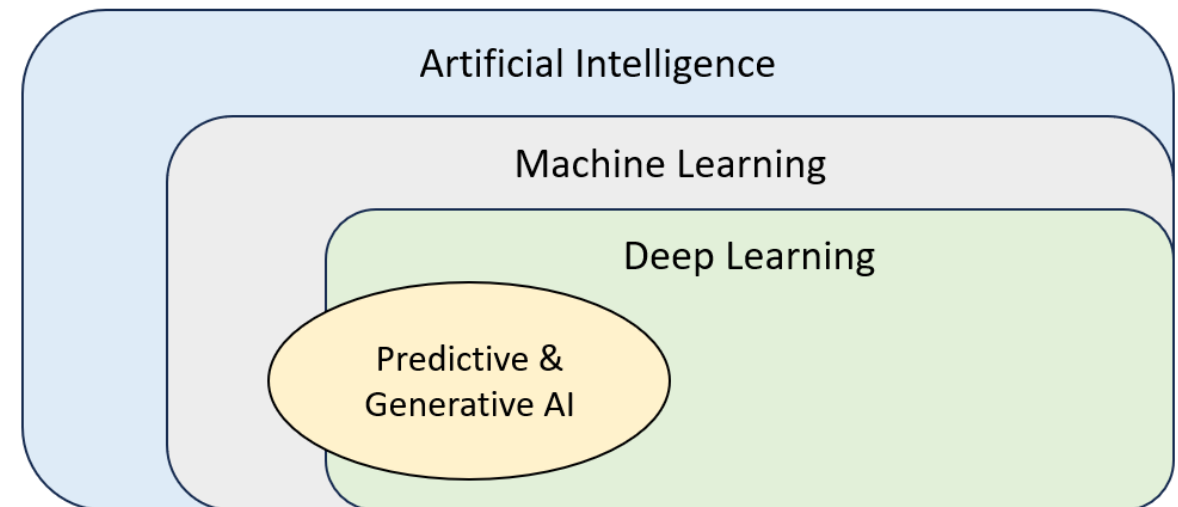 Artificial Intelligence
Machine Learning
Deep Learning
Predictive &
Generative AI